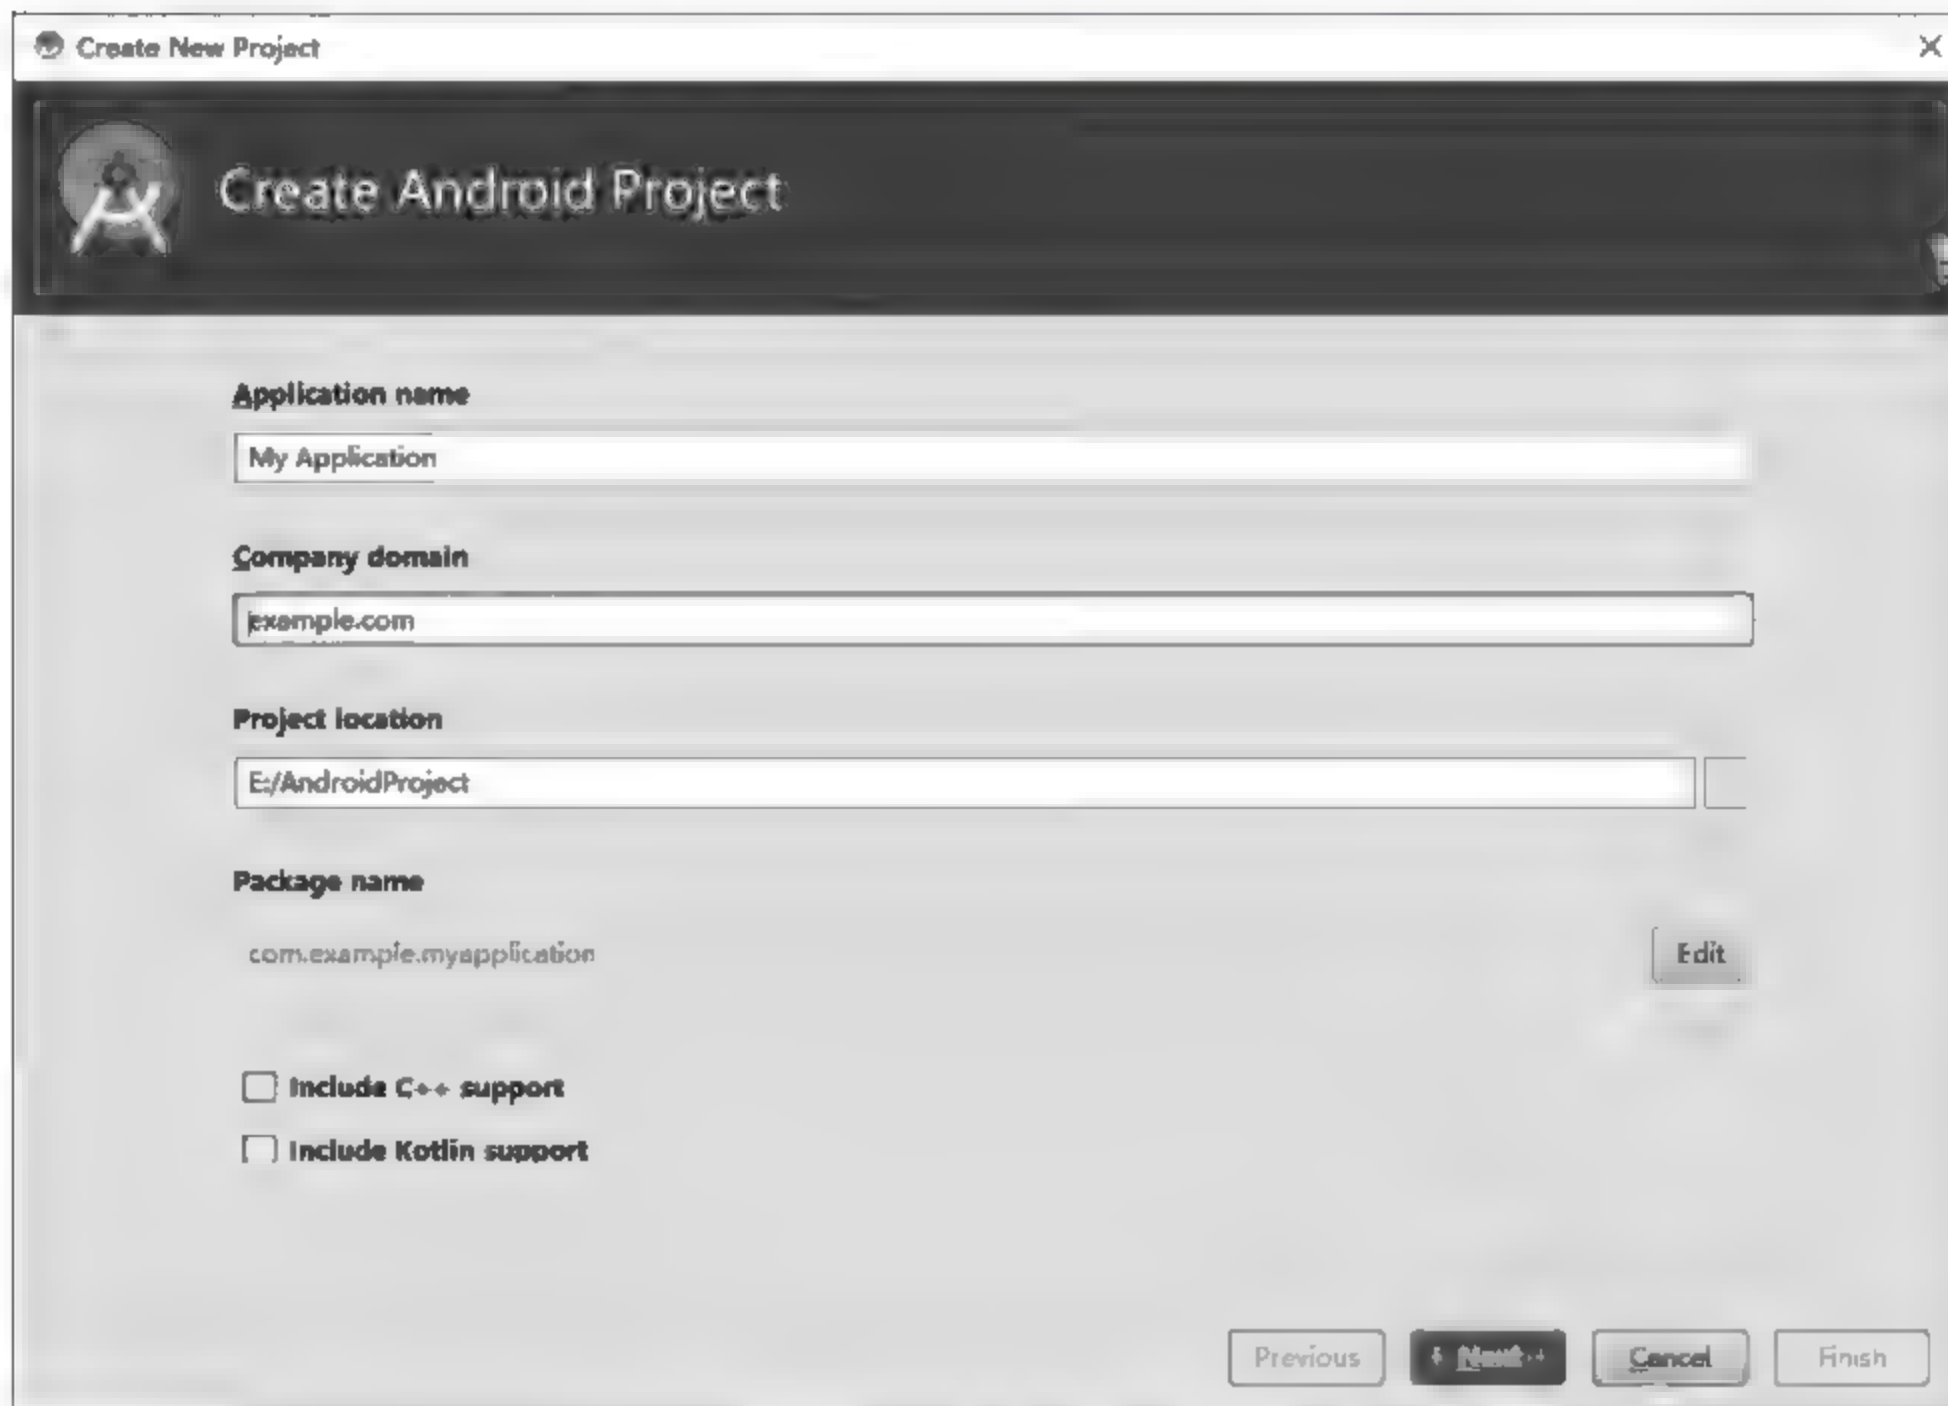 Create New Project
Create Android Project
Application name
My Application
Company domain
example.com
Project location
E:/AndroidProject
Package name
com.example.myapplication
Edit
Include C++ support
Include Kotlin support
Previous Next Cancel Finish